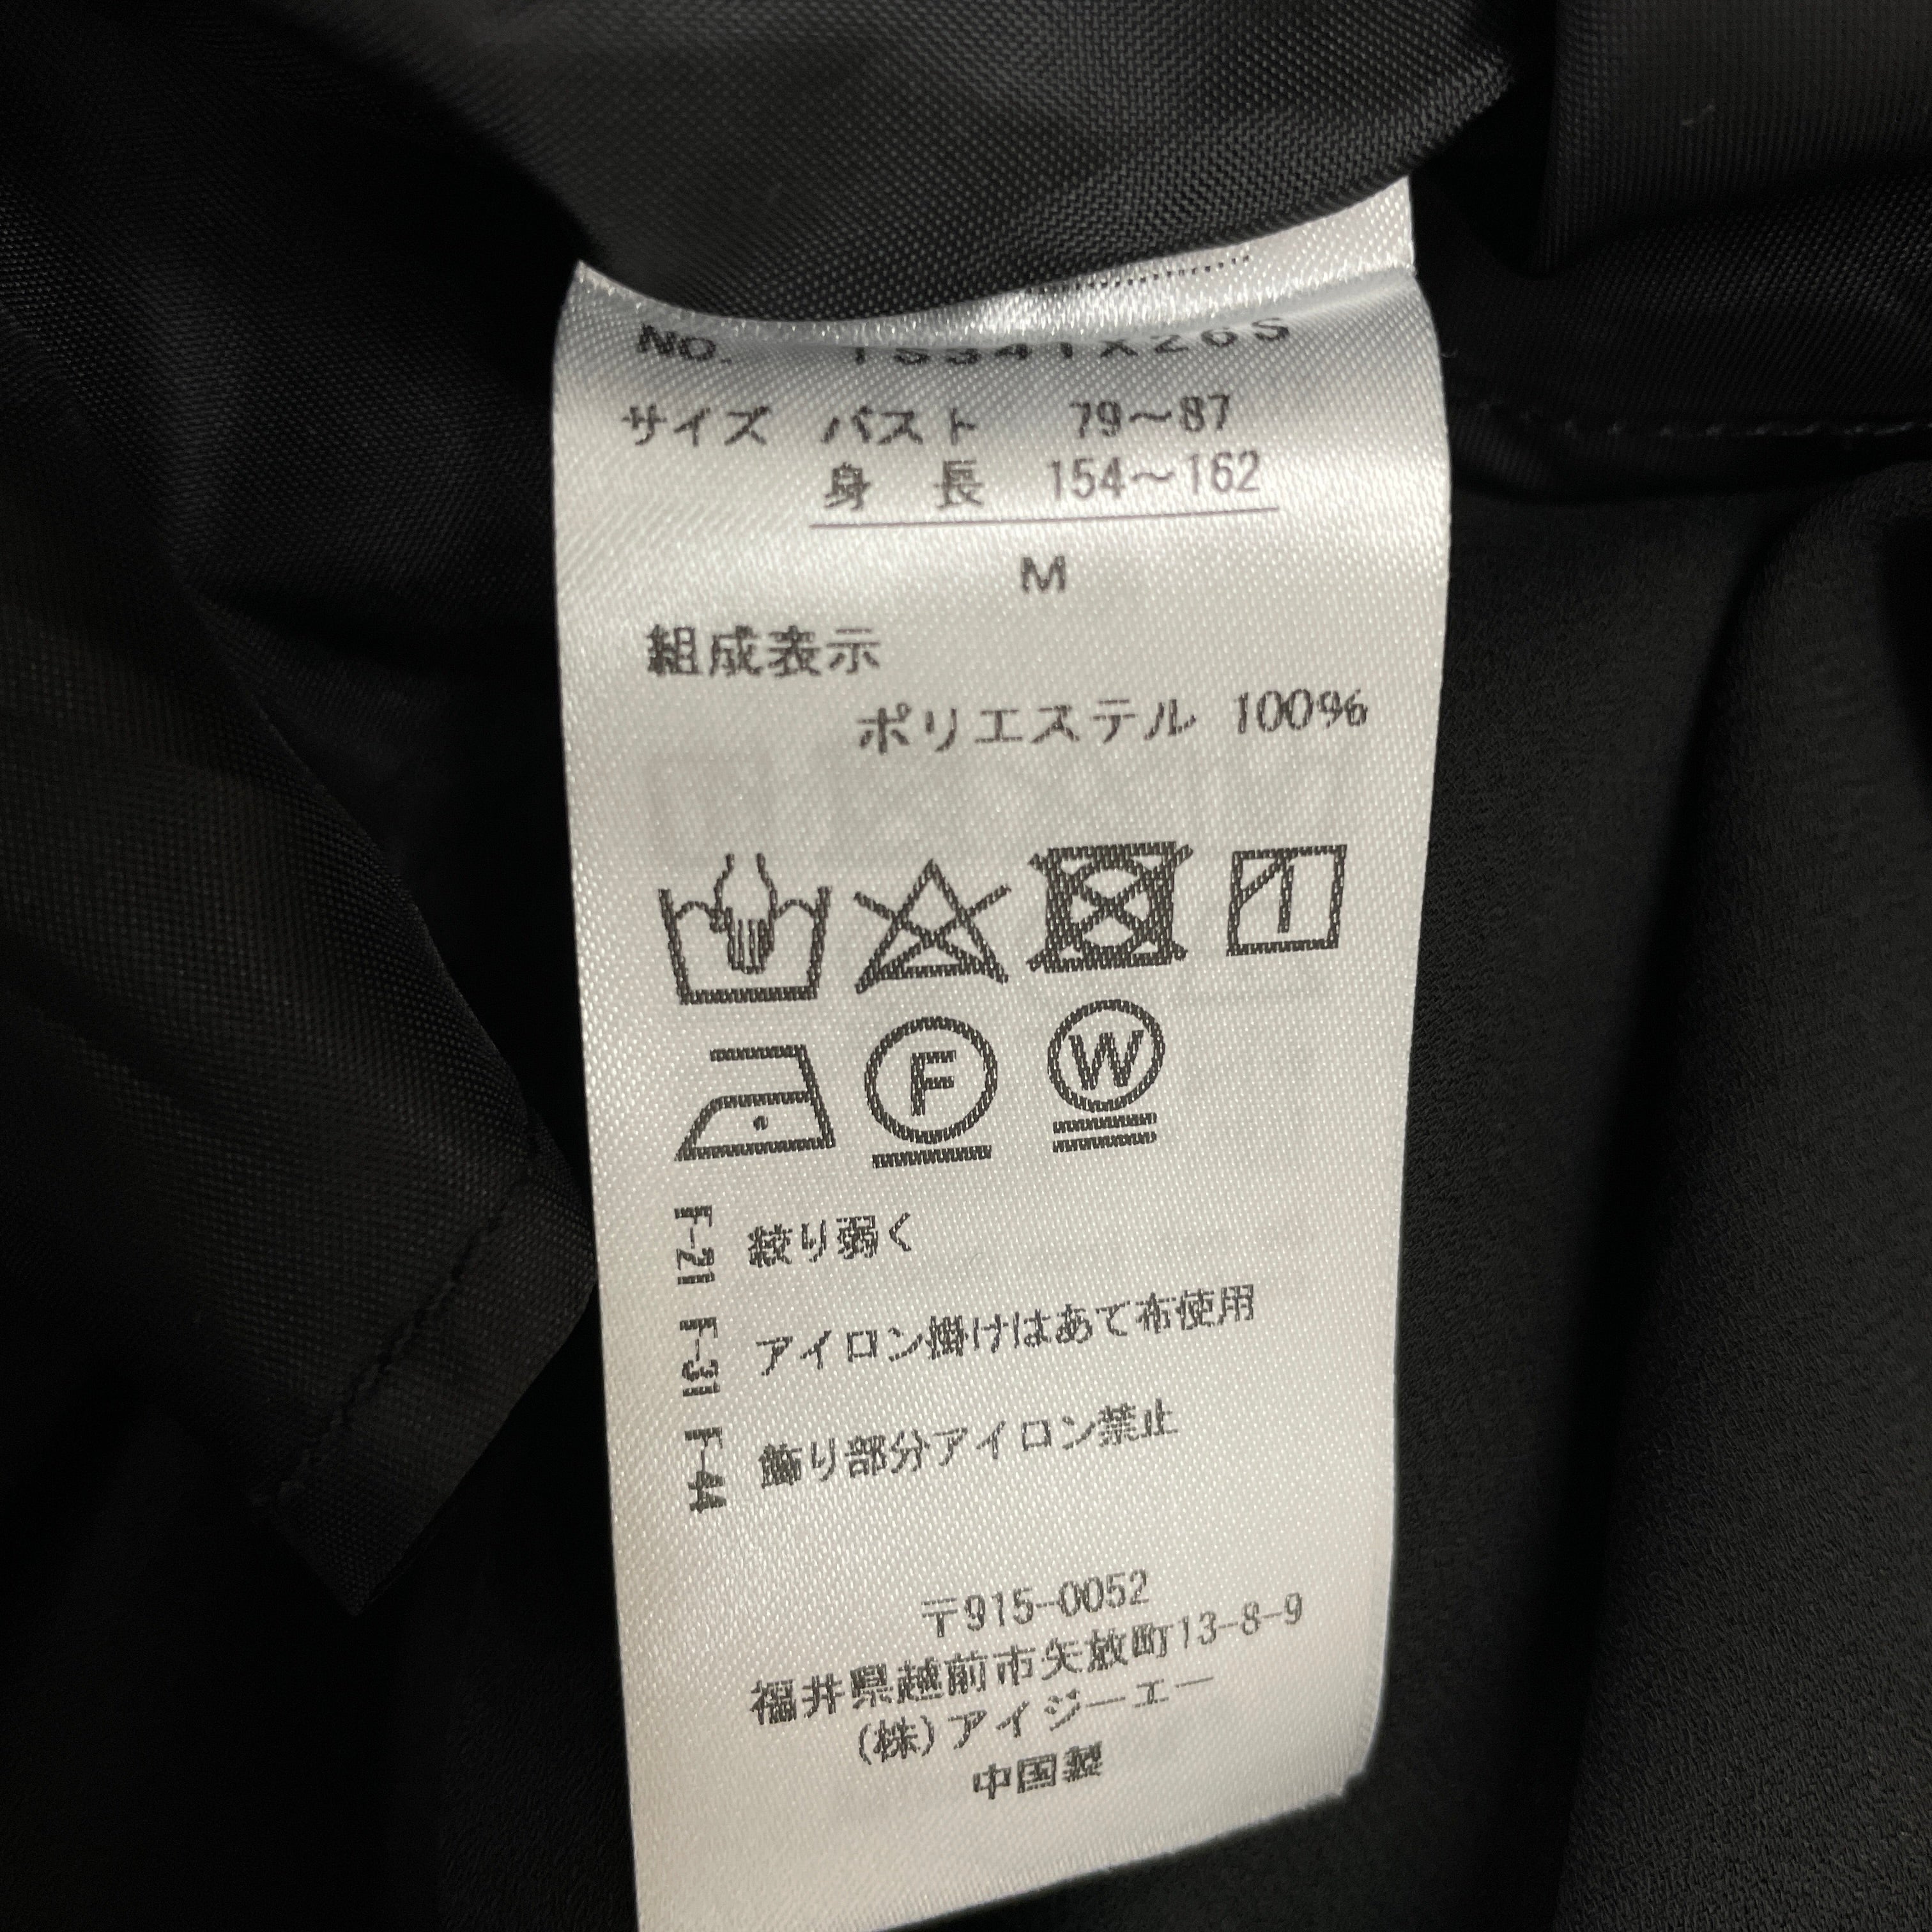 No.
サイズ バスト 79～87
身 長 154～162
M
組成表示
ポリエステル 100%
F
W
F-21 絞り弱く
F-31 アイロン掛けはあて布使用
F-44 飾り部分アイロン禁止
〒915-0052
福井県越前市矢放町13-8-9
(株)アイジーエー
中国製